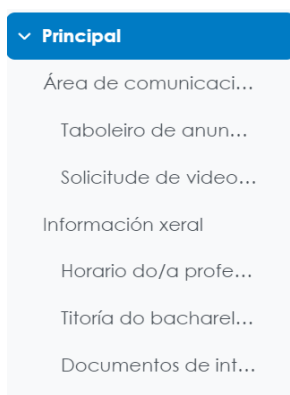 Principal
Área de comunicaci...
Taboleiro de anun...
Solicitude de video...
Información xeral
Horario do/a profe...
Titoría do bacharel...
Documentos de int...